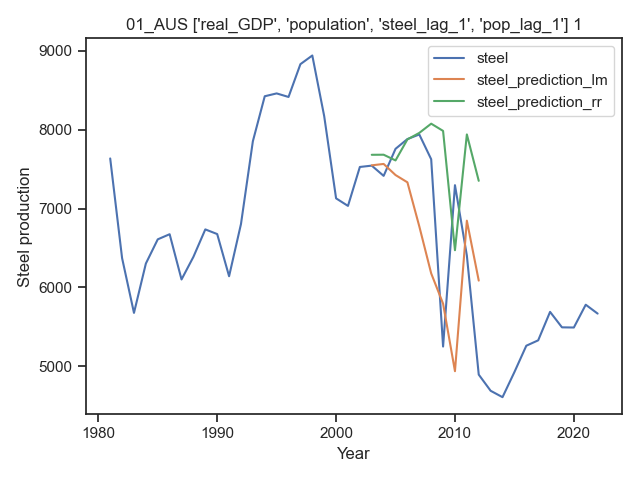 01_AUS ['real_GDP', 'population', 'steel_lag_1', 'pop_lag_1'] 1
steel
steel_prediction_lm
steel_prediction_rr
Steel production
9000
8000
7000
6000
5000
1980
1990
2000
2010
2020
Year